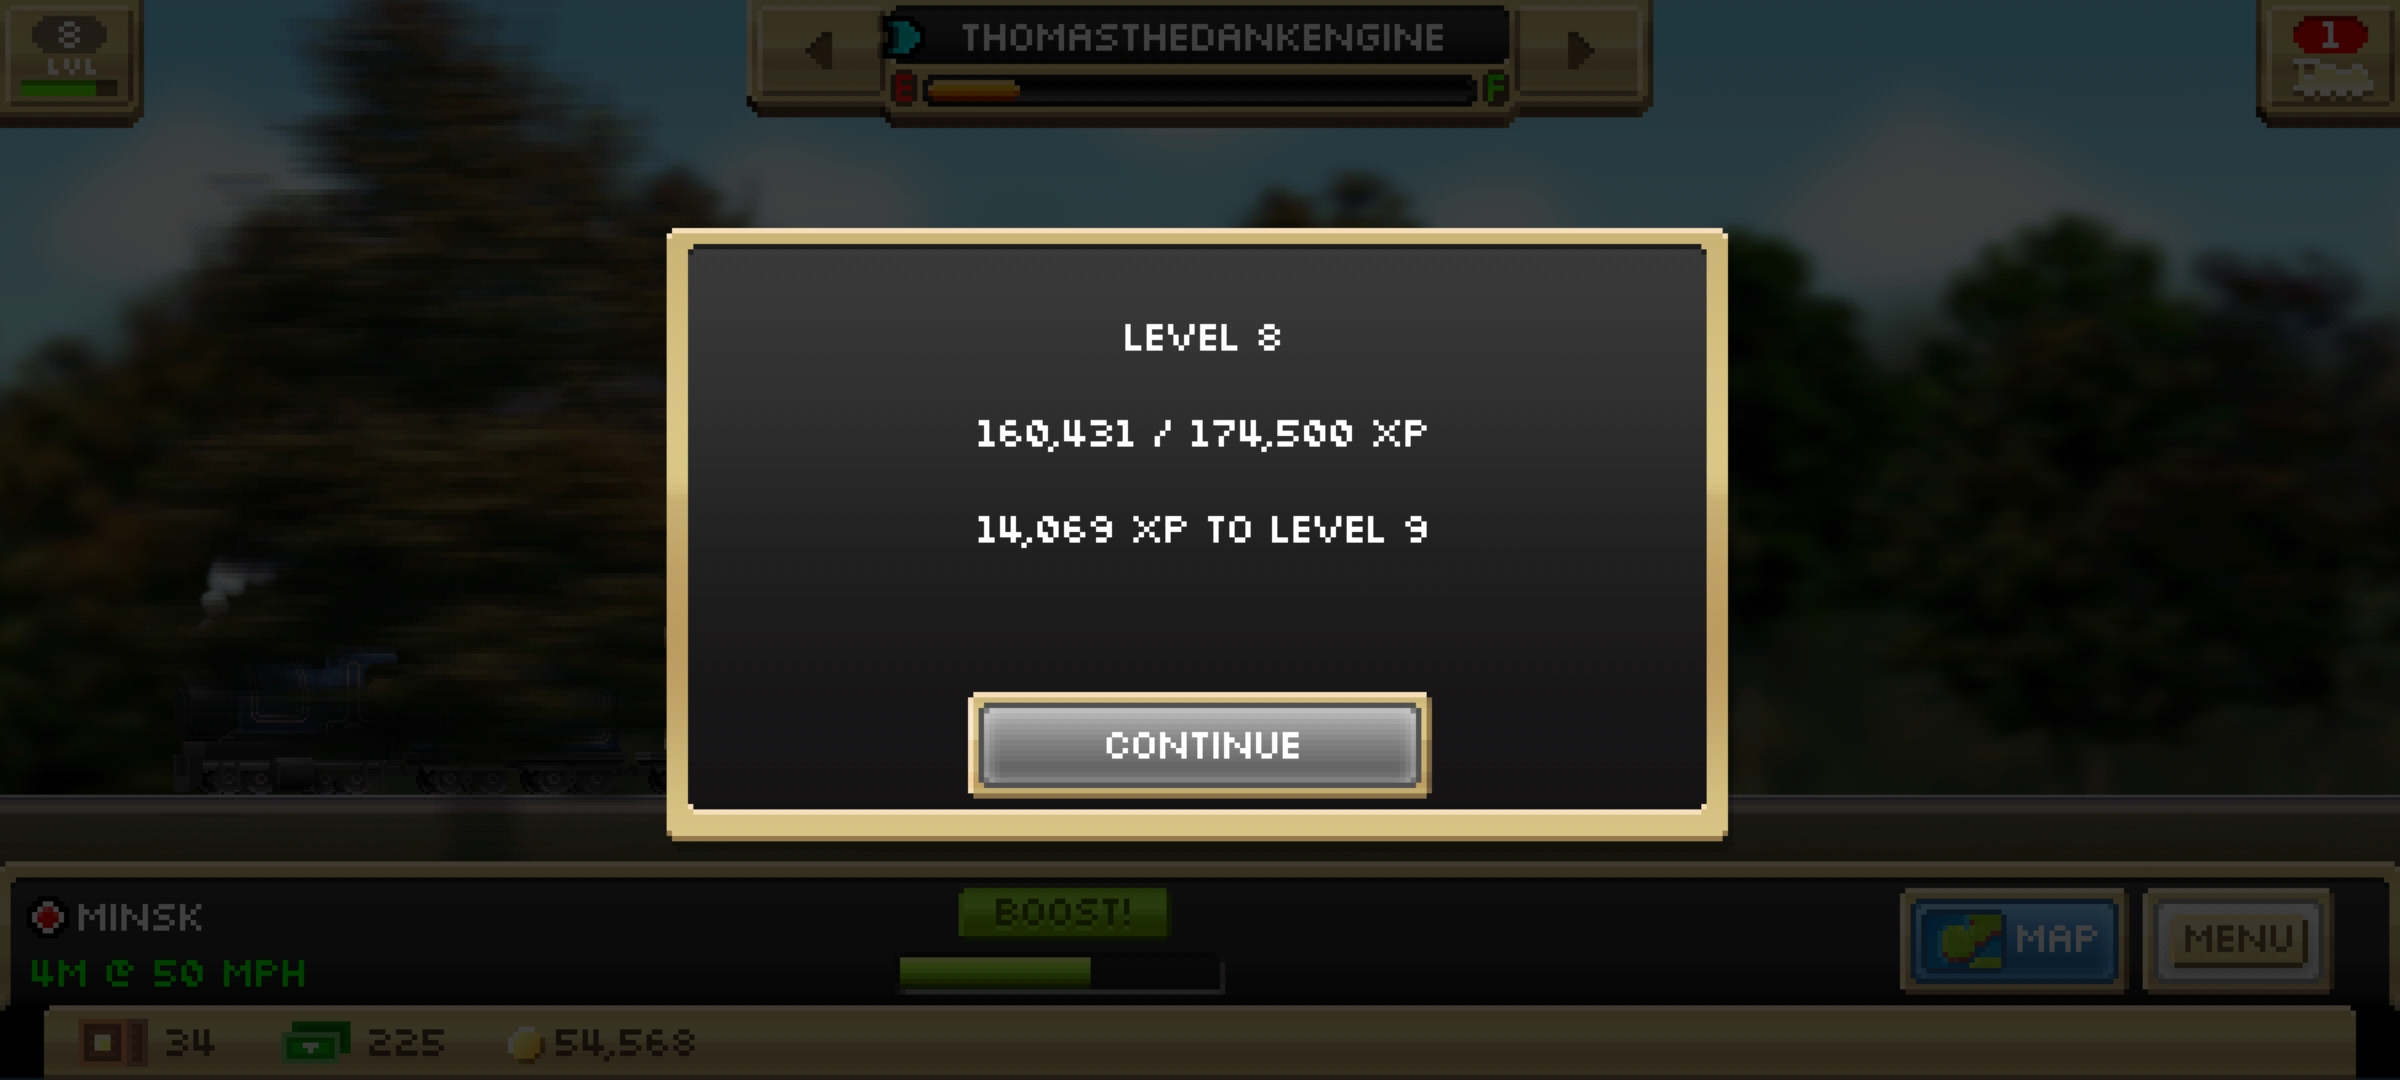 8
LVL
THOMASTHEDANKENGINE
E F
1
LEVEL 8
160,431 / 174,500 XP
14,069 XP TO LEVEL 9
CONTINUE
MINSK
4M @ 50 MPH
BOOST!
MAP
MENU
34 225 54,568